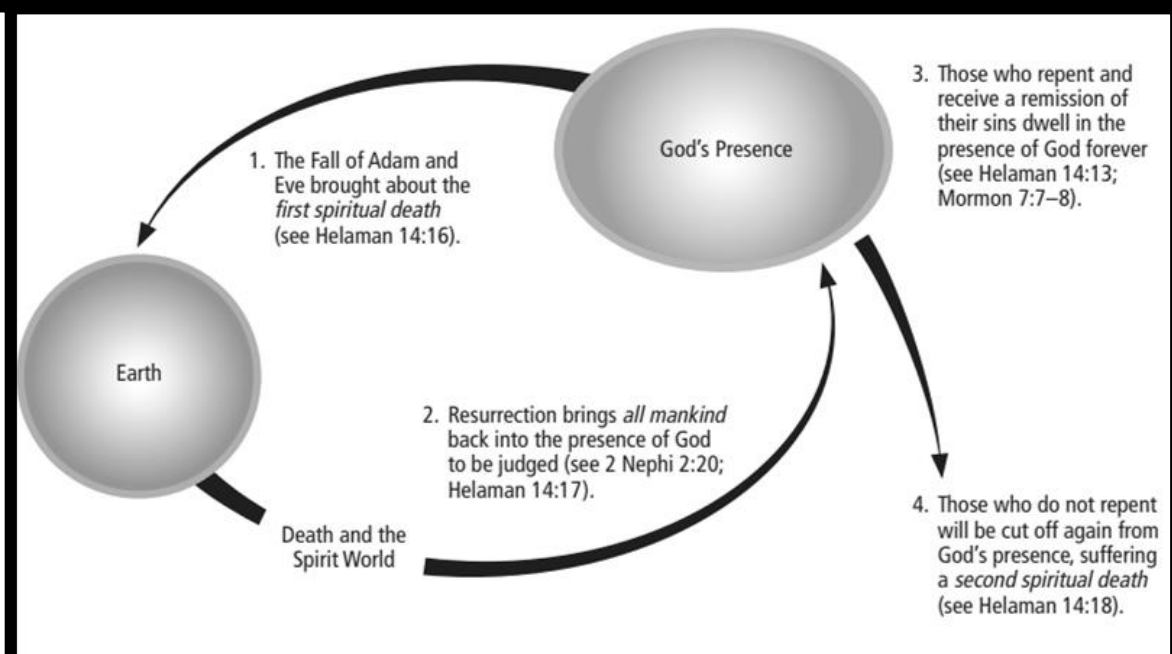 God's Presence
1. The Fall of Adam and
Eve brought about the
first spiritual death
(see Helaman 14:16).
Earth
Death and the
Spirit World
2. Resurrection brings all mankind
back into the presence of God
to be judged (see 2 Nephi 2:20;
Helaman 14:17).
3. Those who repent and
receive a remission of
their sins dwell in the
presence of God forever
(see Helaman 14:13;
Mormon 7:7–8).
4. Those who do not repent
will be cut off again from
God's presence, suffering
a second spiritual death
(see Helaman 14:18).